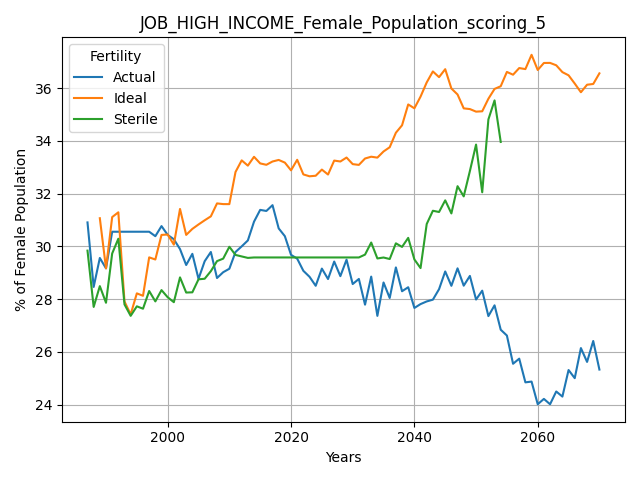 JOB_HIGH_INCOME_Female_Population_scoring_5
Fertility
Actual
Ideal
Sterile
% of Female Population
36
34
32
30
28
26
24
2000
2020
2040
2060
Years